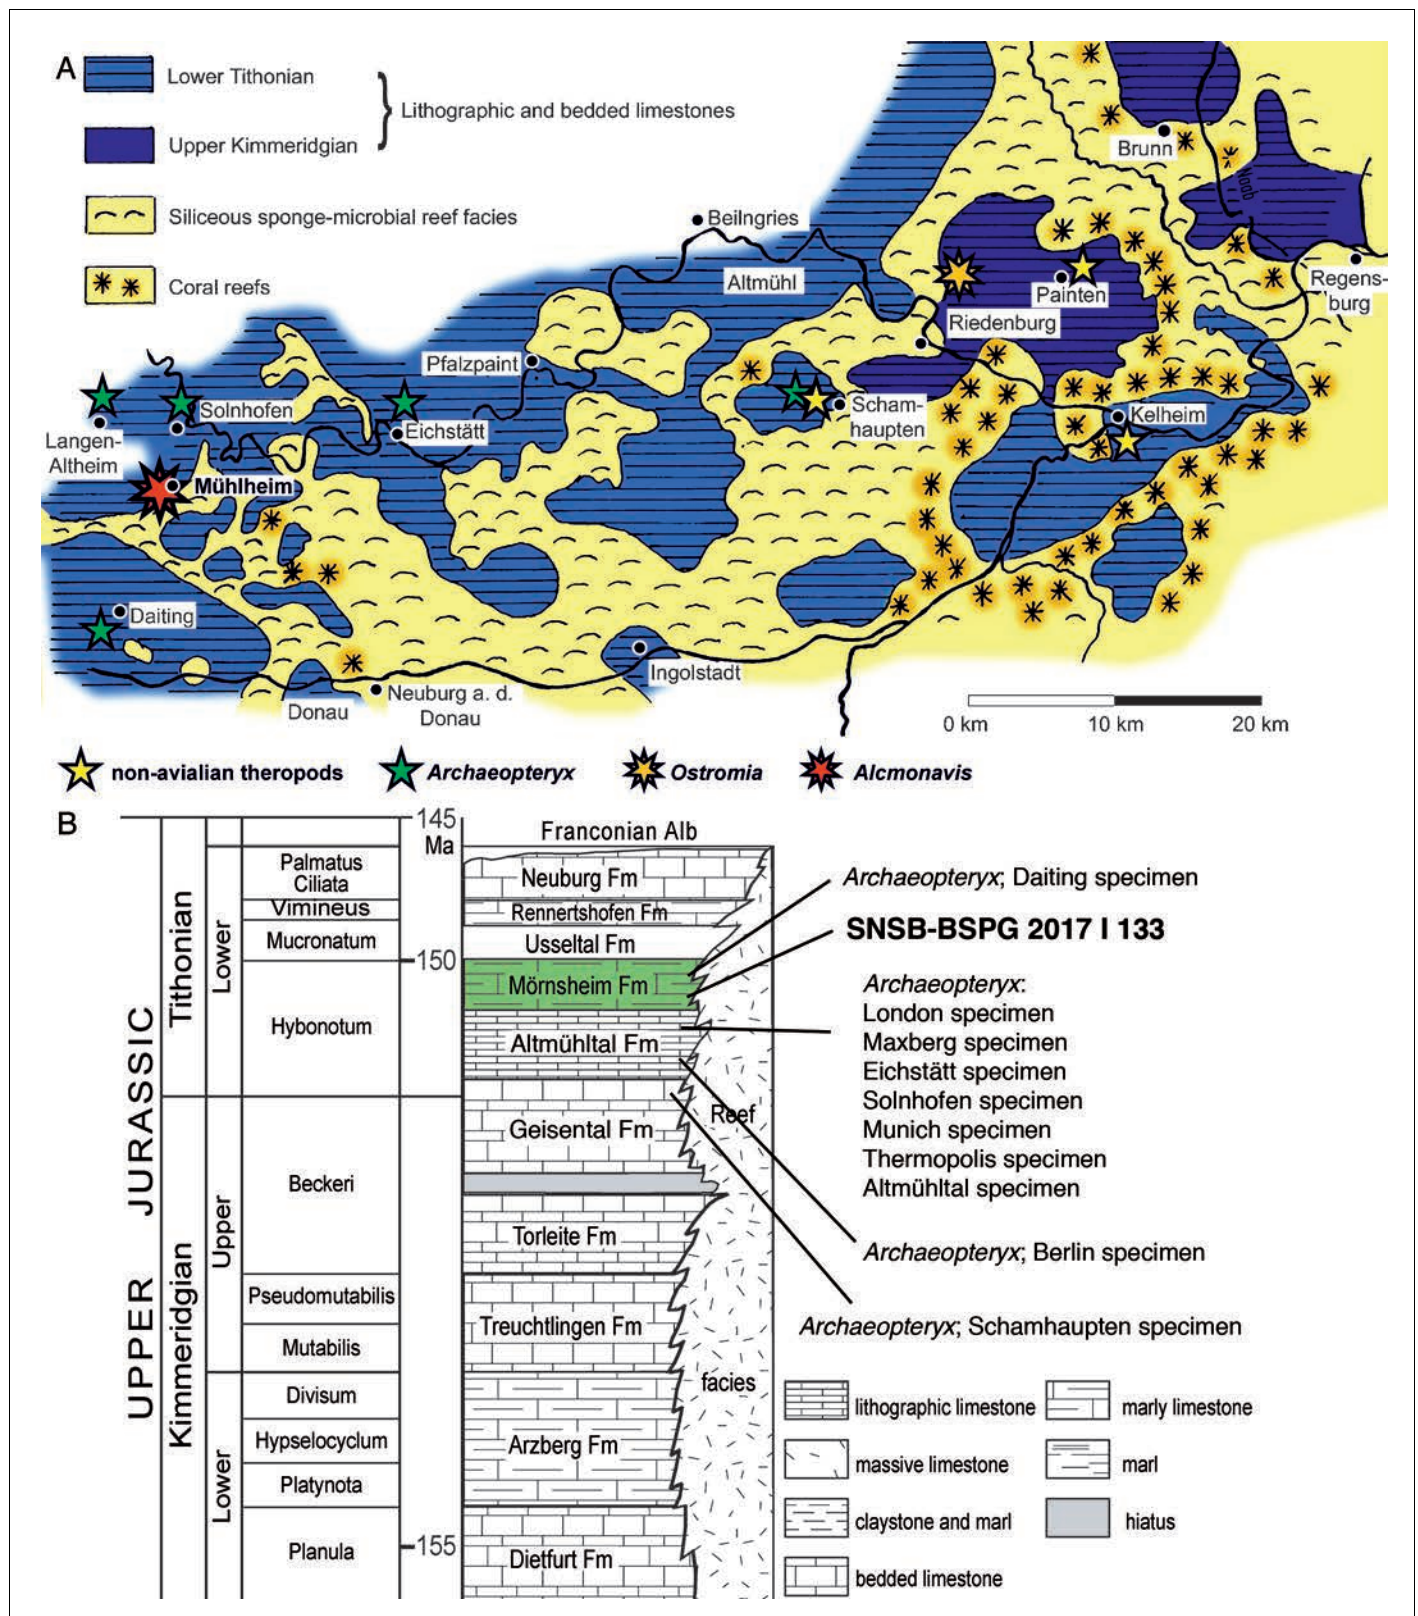 A
Lower Tithonian
Lithographic and bedded limestones
Upper Kimmeridgian
Siliceous sponge-microbial reef facies
Coral reefs
Brunn
Naab
Beilngries
Altmühl
Regens-
burg
Painten
Riedenburg
Pfalzpaint
Solnhofen
Eichstätt
Scham-
haupten
Kelheim
Langen-
Altheim
Mühlheim
Daiting
Ingolstadt
Neuburg a. d.
Donau
Donau
0 km
10 km
20 km
non-avialian theropods
Archaeopteryx
Ostromia
Alcmonavis
B
UPPER JURASSIC
Tithonian
Kimmeridgian
Lower
Upper
Lower
Palmatus
Ciliata
Vimineus
Mucronatum
Hybonotum
Beckeri
Pseudomutabilis
Mutabilis
Divisum
Hypselocyclum
Platynota
Planula
145
Ma
150
155
Franconian Alb
Neuburg Fm
Rennertshofen Fm
Usseltal Fm
Mörnsheim Fm
Altmühltal Fm
Geisental Fm
Torleite Fm
Treuchtlingen Fm
Arzberg Fm
Dietfurt Fm
Reef
facies
Archaeopteryx; Daiting specimen
SNSB-BSPG 2017 I 133
Archaeopteryx:
London specimen
Maxberg specimen
Eichstätt specimen
Solnhofen specimen
Munich specimen
Thermopolis specimen
Altmühltal specimen
Archaeopteryx; Berlin specimen
Archaeopteryx; Schamhaupten specimen
lithographic limestone
marly limestone
massive limestone
marl
claystone and marl
hiatus
bedded limestone